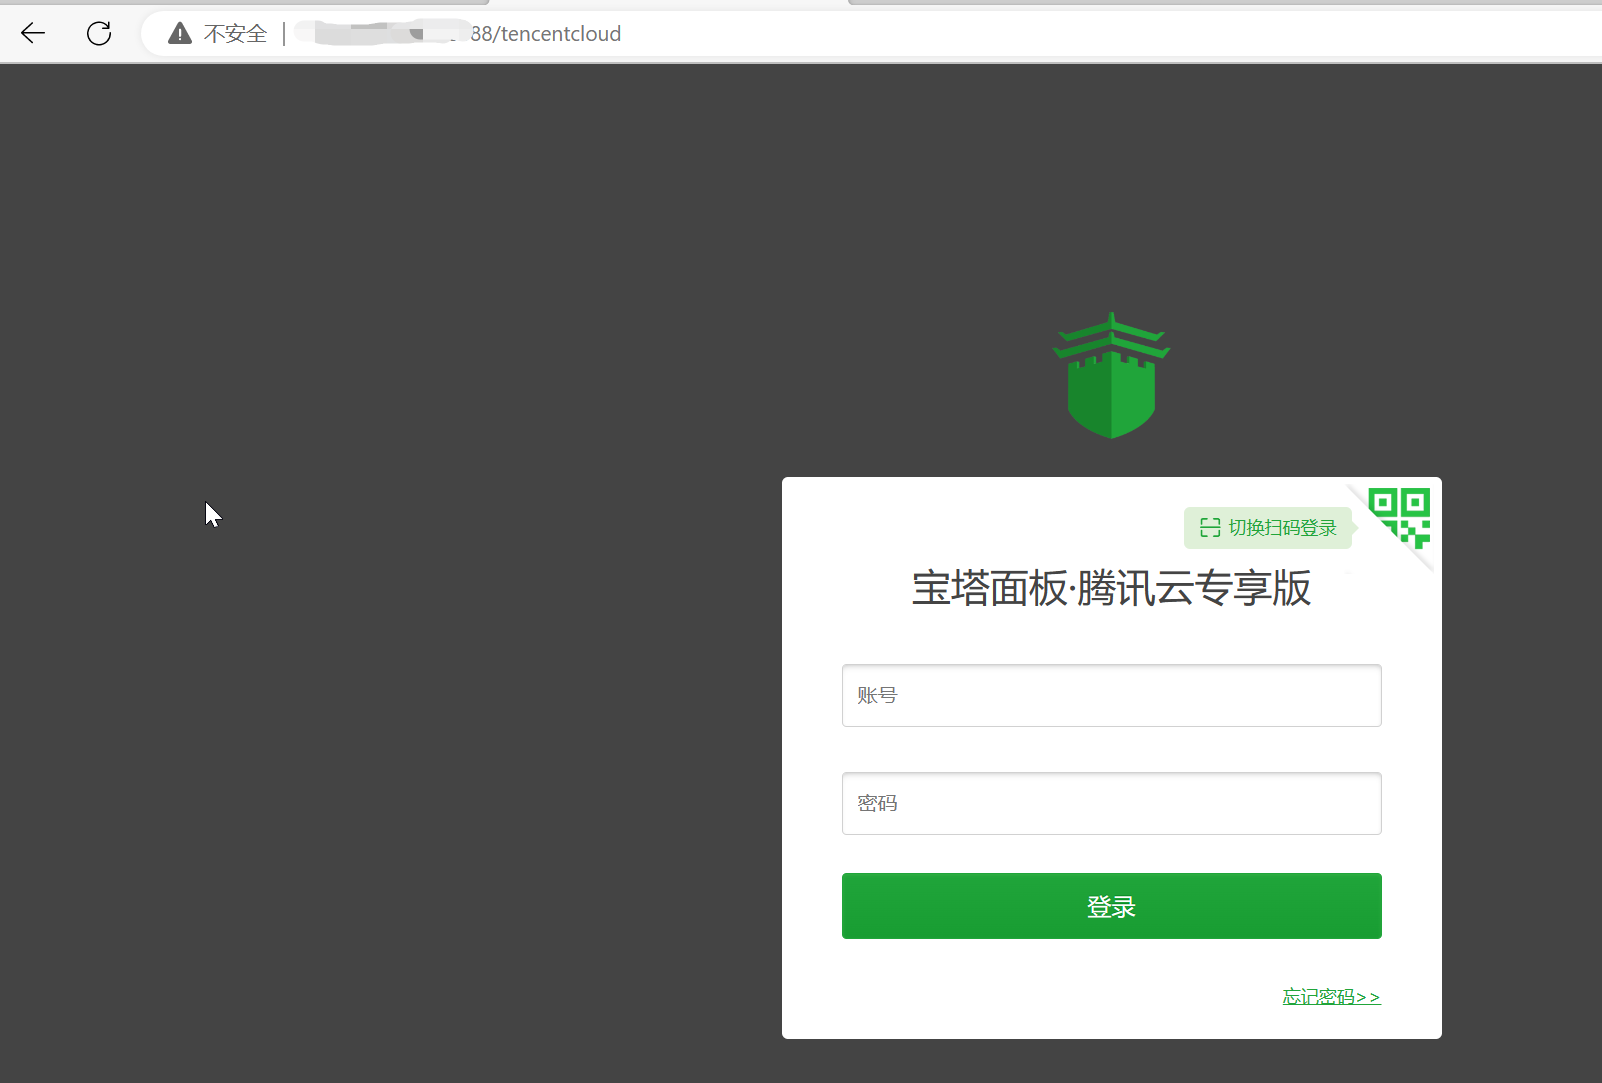 不安全 | 88/tencentcloud
切换扫码登录
宝塔面板·腾讯云专享版
账号
密码
登录
忘记密码>>